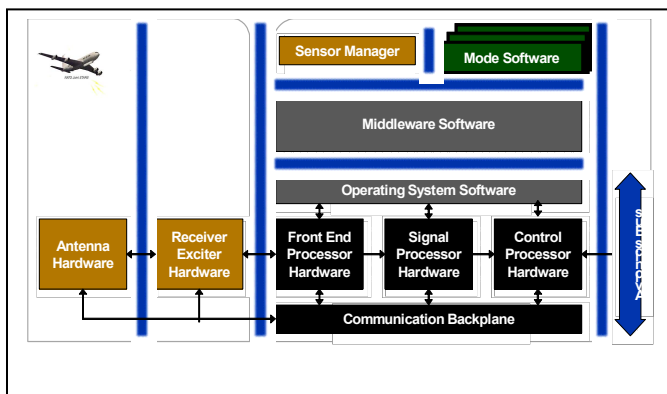 Sensor Manager
Mode Software
Middleware Software
Operating System Software
Antenna
Hardware
Receiver
Exciter
Hardware
Front End
Processor
Hardware
Signal
Processor
Hardware
Control
Processor
Hardware
Communication Backplane